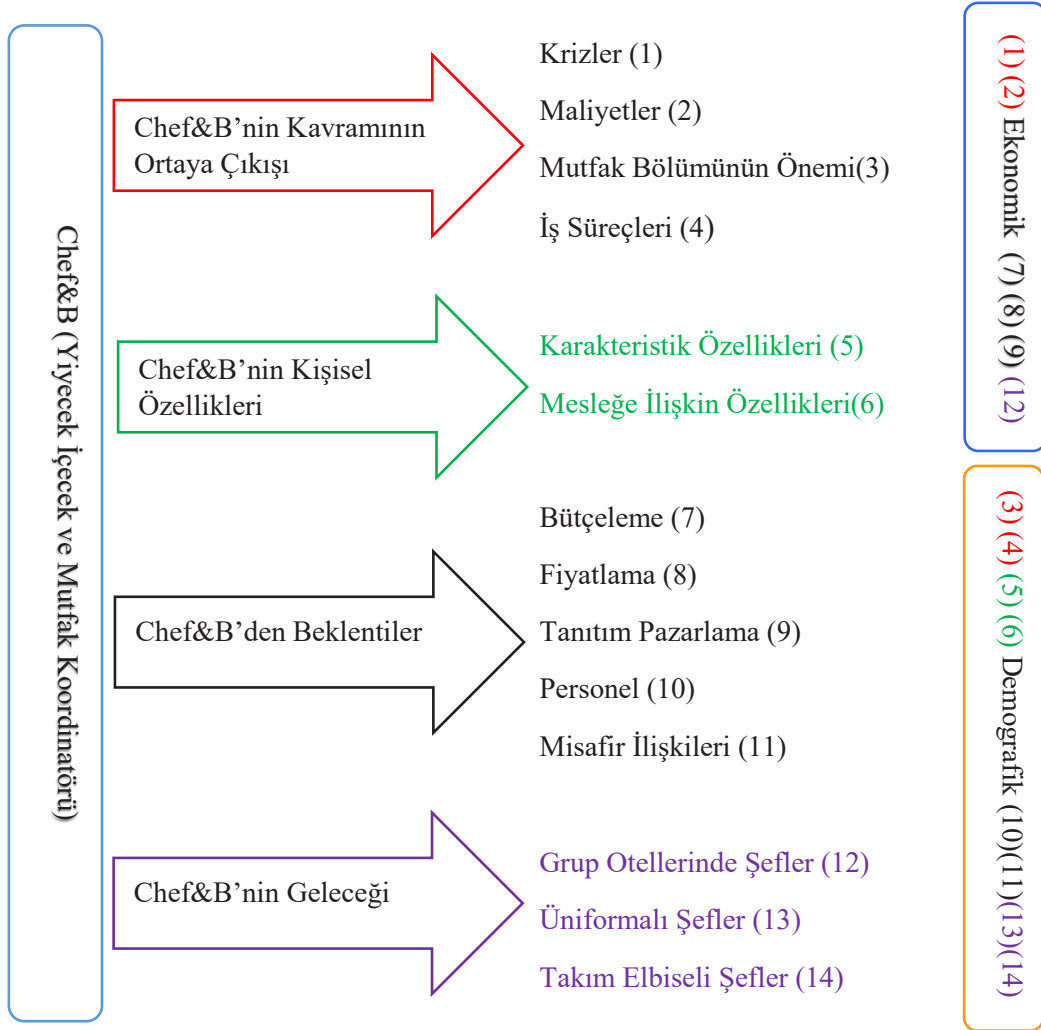 Chef&B (Yiyecek İçecek ve Mutfak Koordinatörü)
Chef&B’nin Kavramının
Ortaya Çıkışı
Krizler (1)
Maliyetler (2)
Mutfak Bölümünün Önemi(3)
İş Süreçleri (4)
Chef&B’nin Kişisel
Özellikleri
Karakteristik Özellikleri (5)
Mesleğe İlişkin Özellikleri(6)
Chef&B’den Beklentiler
Bütçeleme (7)
Fiyatlama (8)
Tanıtım Pazarlama (9)
Personel (10)
Misafir İlişkileri (11)
Chef&B’nin Geleceği
Grup Otellerinde Şefler (12)
Üniformalı Şefler (13)
Takım Elbiseli Şefler (14)
(1) (2) Ekonomik (7) (8) (9) (12)
(3) (4) (5) (6) Demografik (10)(11)(13)(14)